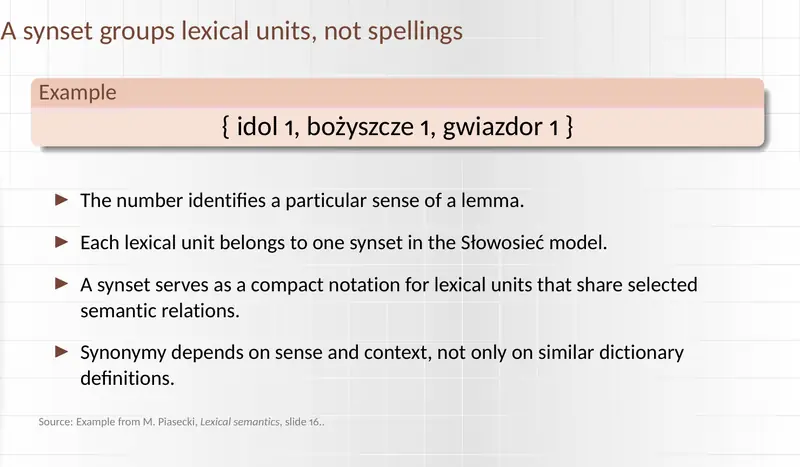 A synset groups lexical units, not spellings
Example
{ idol 1, bożyszcze 1, gwiazdor 1 }
► The number identifies a particular sense of a lemma.
► Each lexical unit belongs to one synset in the Słowosieć model.
► A synset serves as a compact notation for lexical units that share selected
semantic relations.
► Synonymy depends on sense and context, not only on similar dictionary
definitions.
Source: Example from M. Piasecki, Lexical semantics, slide 16..